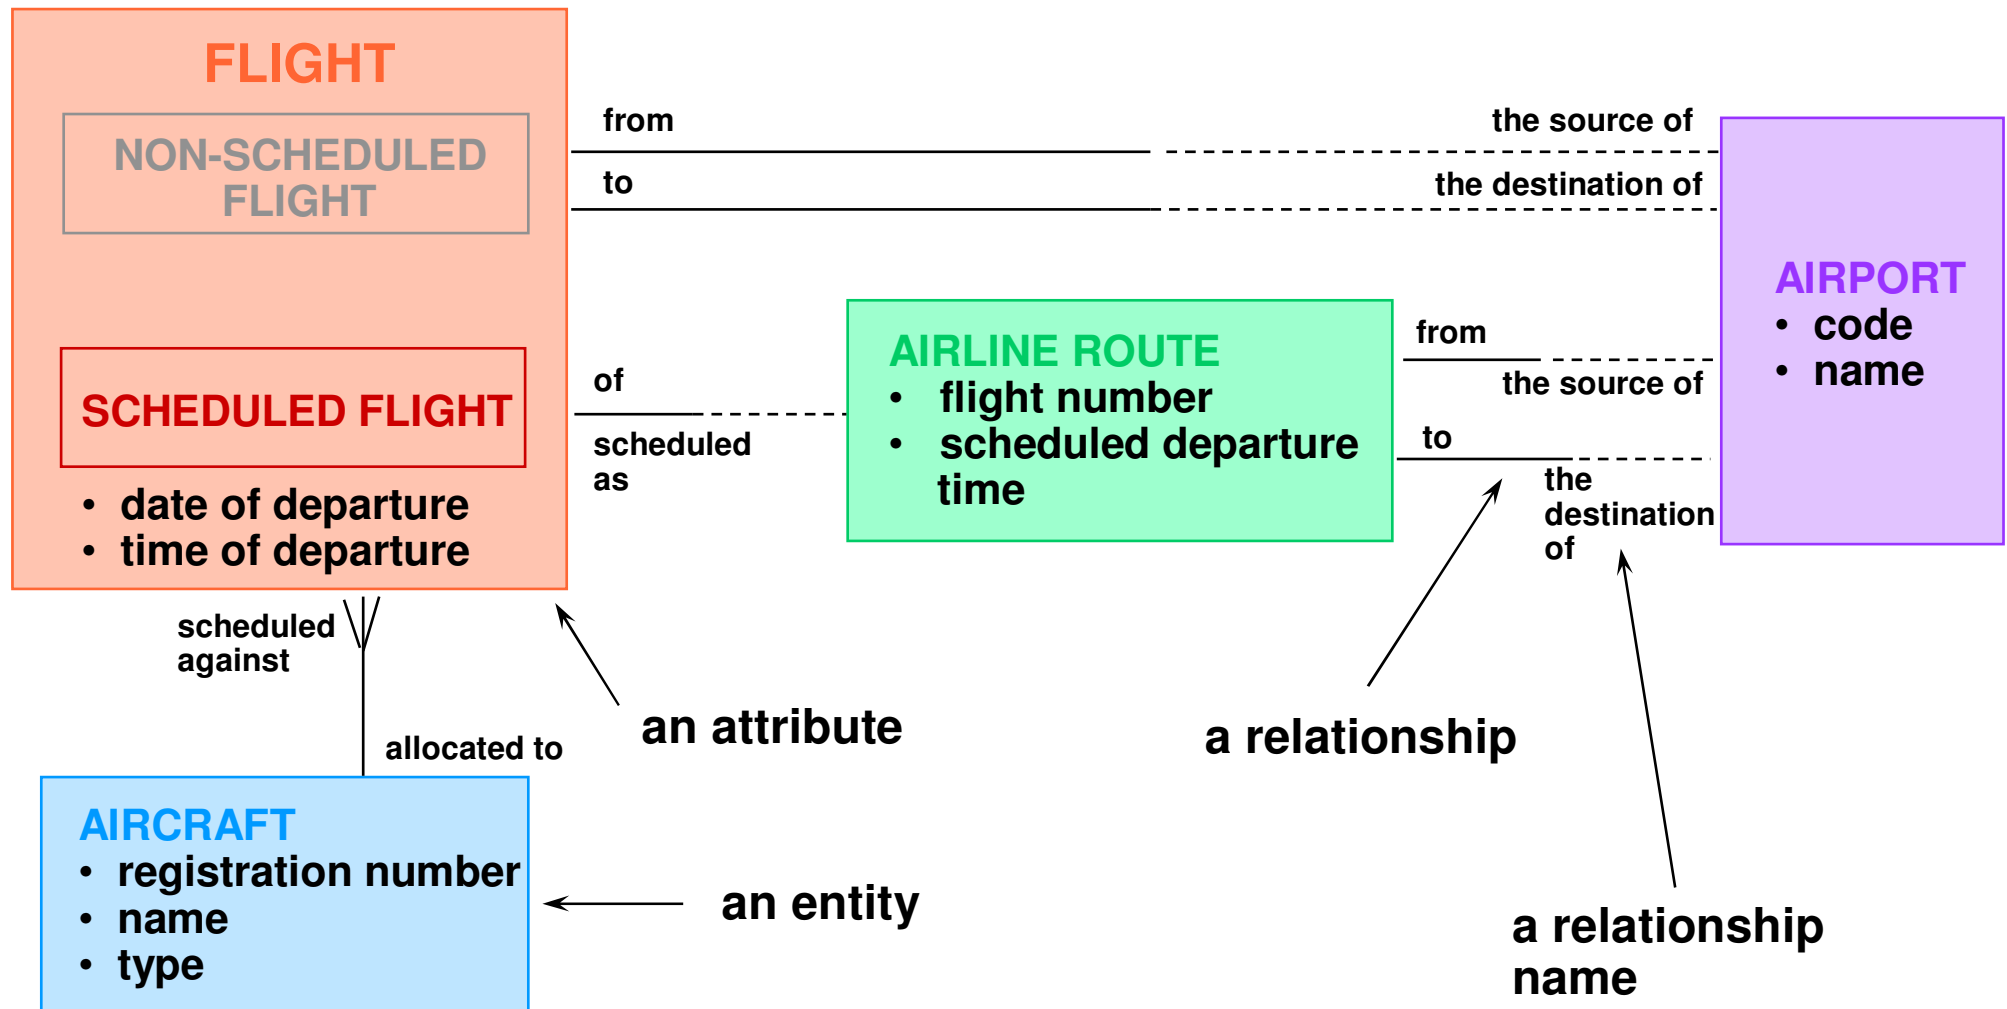 FLIGHT
NON-SCHEDULED
FLIGHT
SCHEDULED FLIGHT
• date of departure
• time of departure
from
the source of
to
the destination of
of
scheduled
as
AIRLINE ROUTE
• flight number
• scheduled departure
time
from
the source of
to
the
destination
of
AIRPORT
• code
• name
scheduled
against
allocated to
an attribute
a relationship
AIRCRAFT
• registration number
• name
• type
an entity
a relationship
name